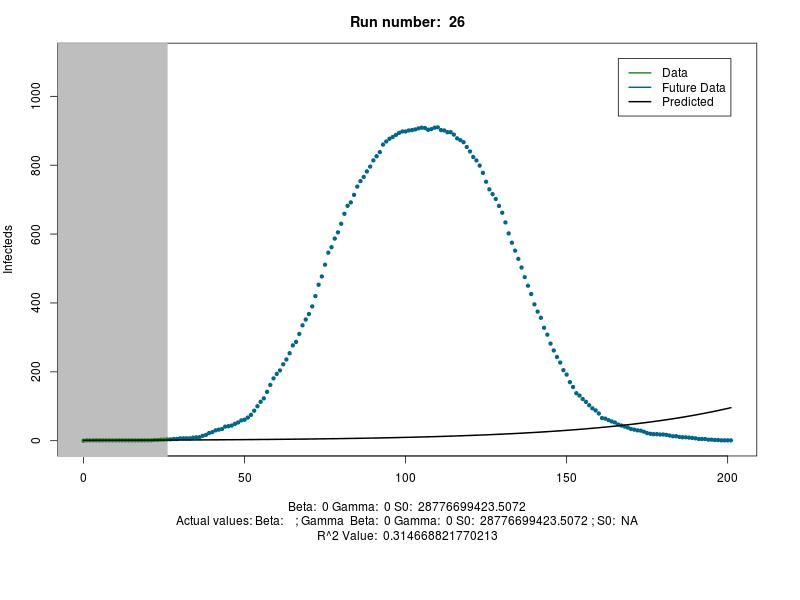 Run number: 26
Data
Future Data
Predicted
Infecteds
1000
800
600
400
200
0
0 50 100 150 200
Beta: 0 Gamma: 0 S0: 28776699423.5072
Actual values: Beta: ; Gamma Beta: 0 Gamma: 0 S0: 28776699423.5072 ; S0: NA
R^2 Value: 0.314668821770213